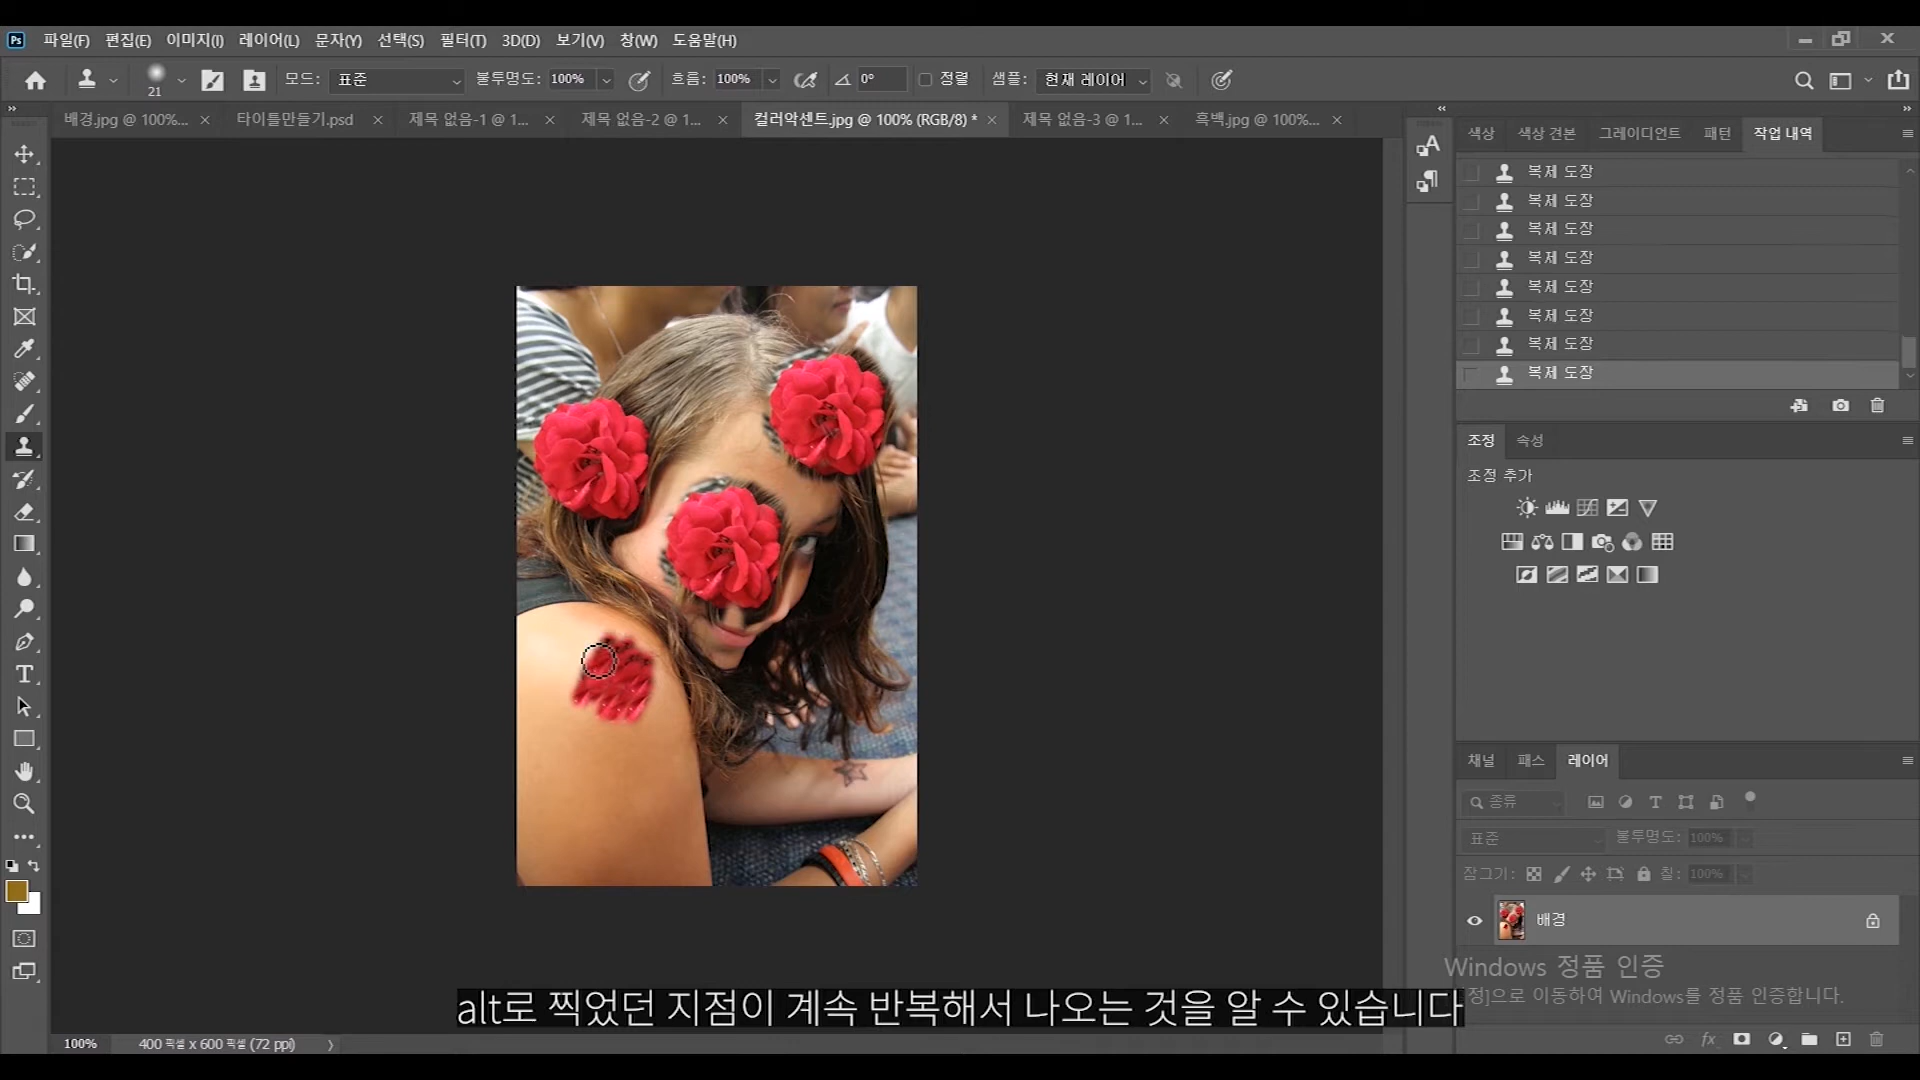 Ps 파일(F) 편집(E) 이미지(I) 레이어(L) 문자(Y) 선택(S) 필터(T) 3D(D) 보기(V) 창(W) 도움말(H)
21 모드: 표준 불투명도: 100% 흐름: 100% 0° 정렬 샘플: 현재 레이어
배경.jpg @ 100%... × 타이틀만들기.psd × 제목 없음-1 @ 1... × 제목 없음-2 @ 1... × 컬러악센트.jpg @ 100% (RGB/8) * × 제목 없음-3 @ 1... × 흑백.jpg @ 100%... ×
색상 색상 견본 그레이디언트 패턴 작업 내역
복제 도장
복제 도장
복제 도장
복제 도장
복제 도장
복제 도장
복제 도장
복제 도장
조정 속성
조정 추가
채널 패스 레이어
종류
표준 불투명도: 100%
잠그기: 칠: 100%
배경
Windows 정품 인증
정]으로 이동하여 Windows를 정품 인증합니다.
alt로 찍었던 지점이 계속 반복해서 나오는 것을 알 수 있습니다
fx
100% 400 픽셀 x 600 픽셀 (72 ppi)